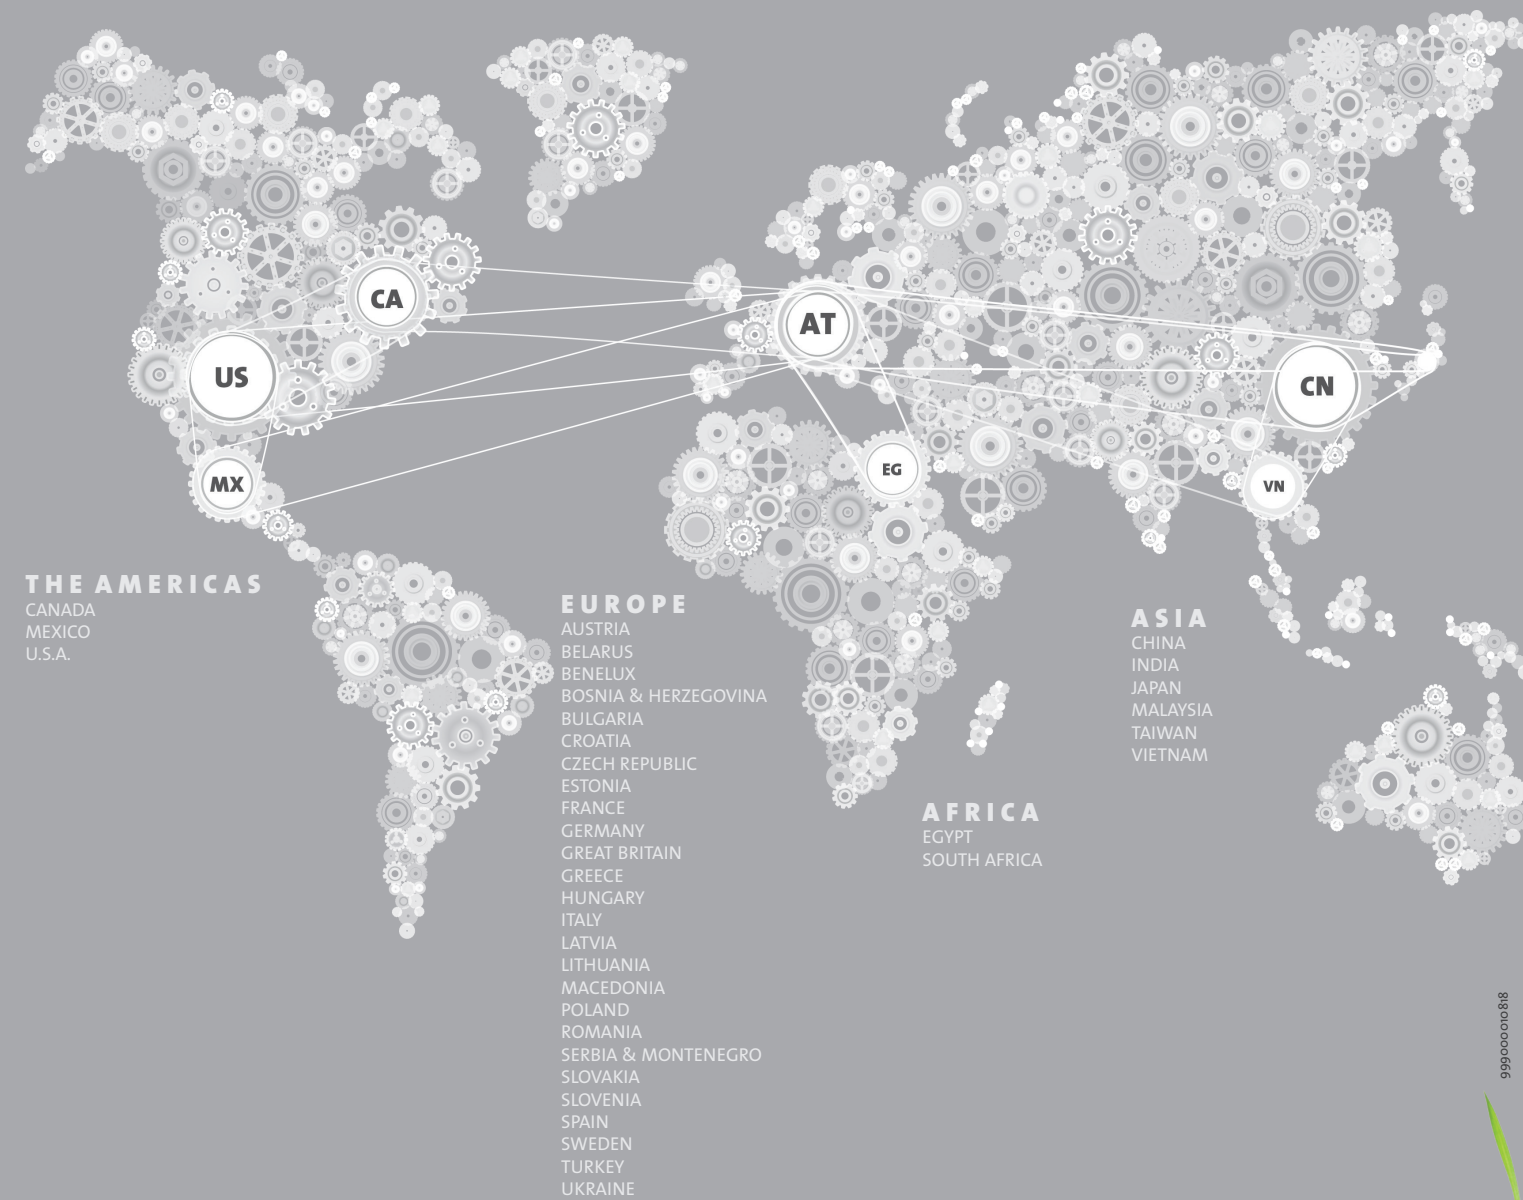 CA
AT
US
CN
EG
MX
VN
THE AMERICAS
CANADA
MEXICO
U.S.A.
EUROPE
AUSTRIA
BELARUS
BENELUX
BOSNIA & HERZEGOVINA
BULGARIA
CROATIA
CZECH REPUBLIC
ESTONIA
FRANCE
GERMANY
GREAT BRITAIN
GREECE
HUNGARY
ITALY
LATVIA
LITHUANIA
MACEDONIA
POLAND
ROMANIA
SERBIA & MONTENEGRO
SLOVAKIA
SLOVENIA
SPAIN
SWEDEN
TURKEY
UKRAINE
AFRICA
EGYPT
SOUTH AFRICA
ASIA
CHINA
INDIA
JAPAN
MALAYSIA
TAIWAN
VIETNAM
999000010818